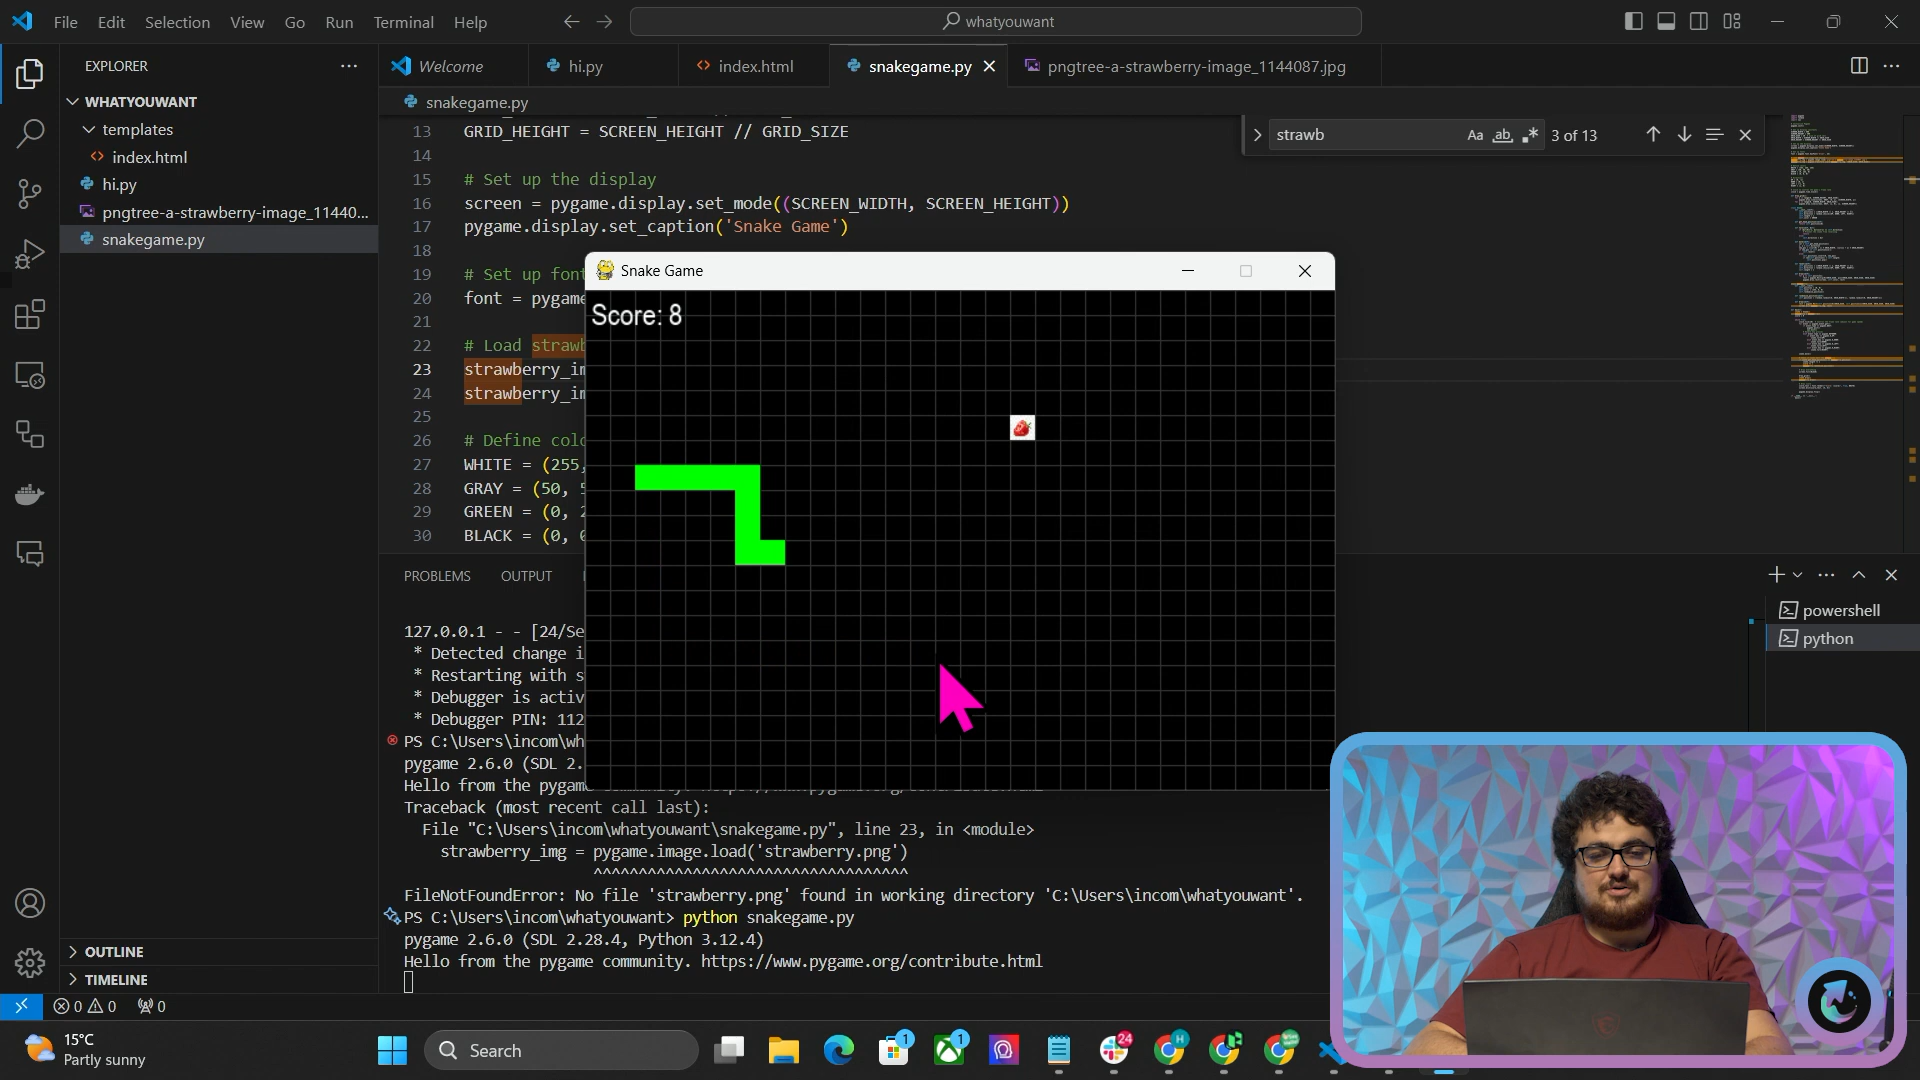 File Edit Selection View Go Run Terminal Help
whatyouwant
EXPLORER
Welcome
hi.py
index.html
snakegame.py
pngtree-a-strawberry-image_1144087.jpg
WHATYOUWANT
templates
index.html
hi.py
pngtree-a-strawberry-image_11440...
snakegame.py
snakegame.py
strawb
Aa ab 3 of 13
13 GRID_HEIGHT = SCREEN_HEIGHT // GRID_SIZE
14
15 # Set up the display
16 screen = pygame.display.set_mode((SCREEN_WIDTH, SCREEN_HEIGHT))
17 pygame.display.set_caption('Snake Game')
18
19 # Set up font
20 font = pygame
21
22 # Load strawb
23 strawberry_im
24 strawberry_im
25
26 # Define colo
27 WHITE = (255,
28 GRAY = (50, 5
29 GREEN = (0, 2
30 BLACK = (0, 0
Snake Game
Score: 8
PROBLEMS OUTPUT
powershell
python
127.0.0.1 - - [24/Se
* Detected change i
* Restarting with s
* Debugger is activ
* Debugger PIN: 112
PS C:\Users\incom\wh
pygame 2.6.0 (SDL 2.
Hello from the pygame
Traceback (most recent call last):
File "C:\Users\incom\whatyouwant\snakegame.py", line 23, in <module>
strawberry_img = pygame.image.load('strawberry.png')
^^^^^^^^^^^^^^^^^^^^^^^^^^^^^^^^^^^
FileNotFoundError: No file 'strawberry.png' found in working directory 'C:\Users\incom\whatyouwant'.
PS C:\Users\incom\whatyouwant> python snakegame.py
pygame 2.6.0 (SDL 2.28.4, Python 3.12.4)
Hello from the pygame community. https://www.pygame.org/contribute.html
OUTLINE
TIMELINE
0 0 0
15°C
Partly sunny
Search
1
1
24